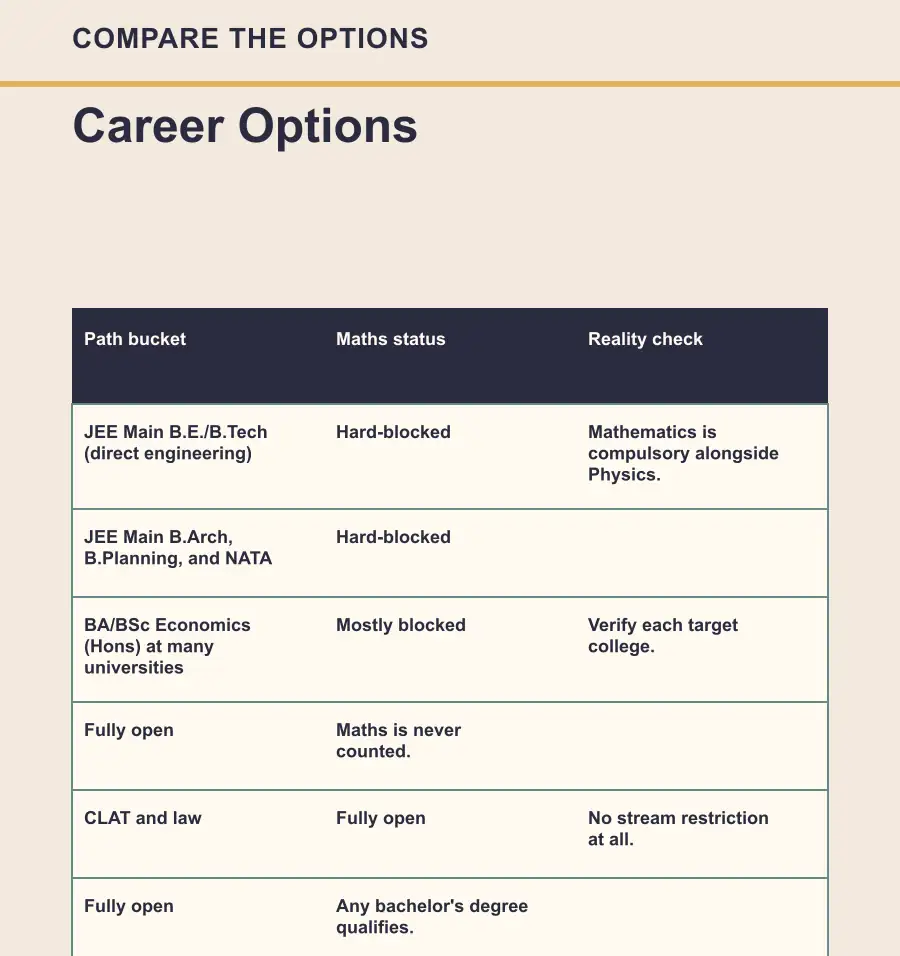 COMPARE THE OPTIONS
Career Options
Path bucket
Maths status
Reality check
JEE Main B.E./B.Tech
(direct engineering)
Hard-blocked
Mathematics is
compulsory alongside
Physics.
JEE Main B.Arch,
B.Planning, and NATA
Hard-blocked
BA/BSc Economics
(Hons) at many
universities
Mostly blocked
Verify each target
college.
Fully open
Maths is never
counted.
CLAT and law
Fully open
No stream restriction
at all.
Fully open
Any bachelor's degree
qualifies.